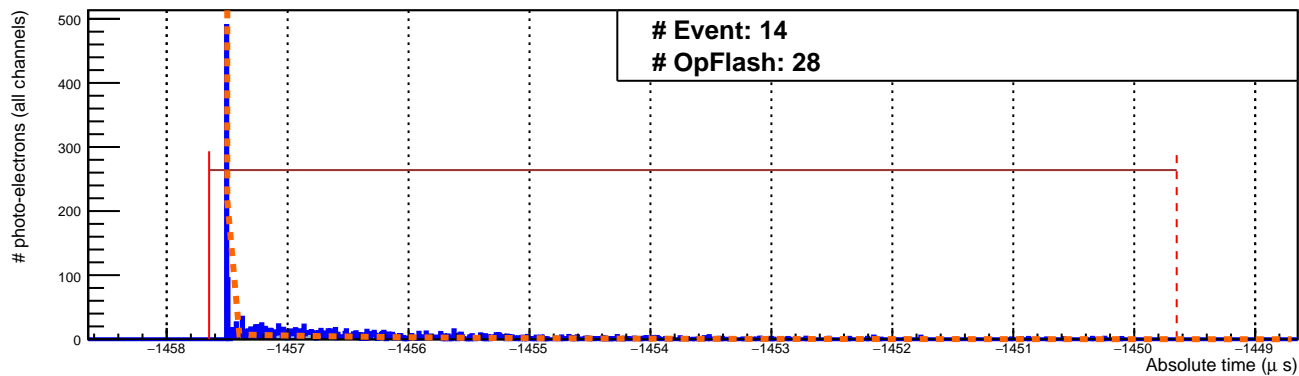 # Event: 14
# OpFlash: 28
# photo-electrons (all channels)
500
400
300
200
100
0
−1458 −1457 −1456 −1455 −1454 −1453 −1452 −1451 −1450 −1449
Absolute time (μ s)